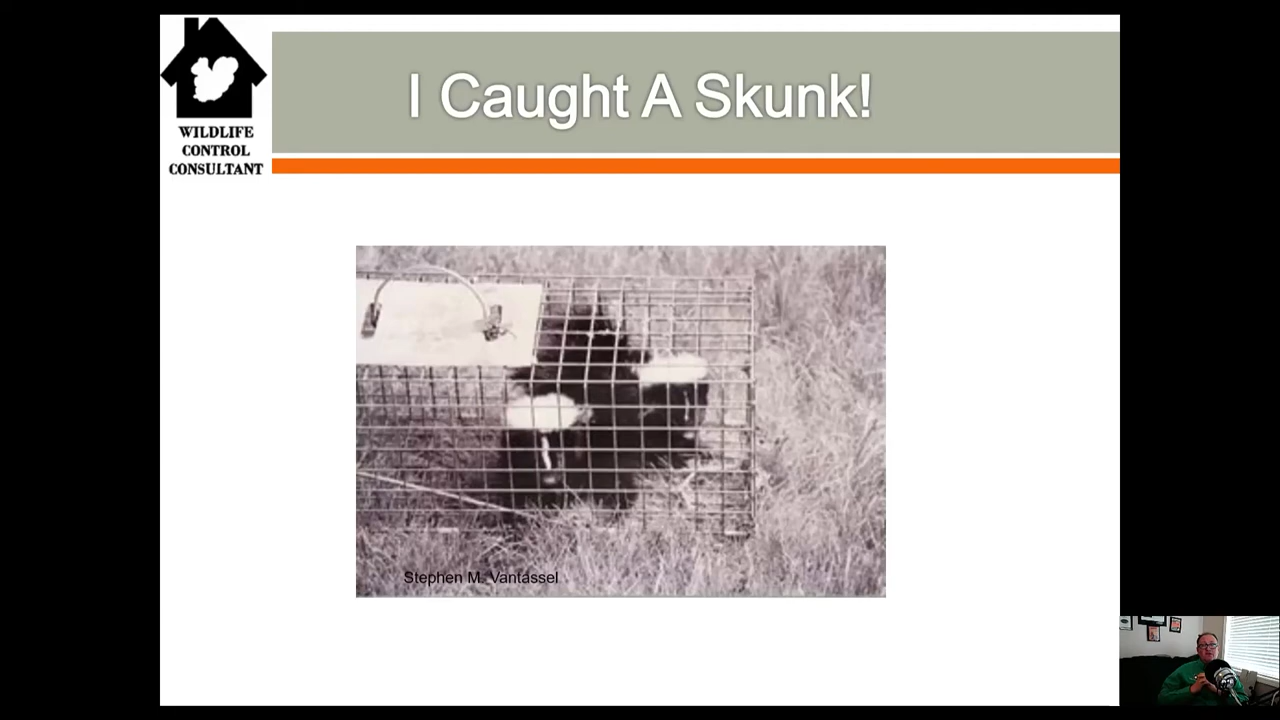 I Caught A Skunk!
WILDLIFE
CONTROL
CONSULTANT
Stephen M. Vantassel